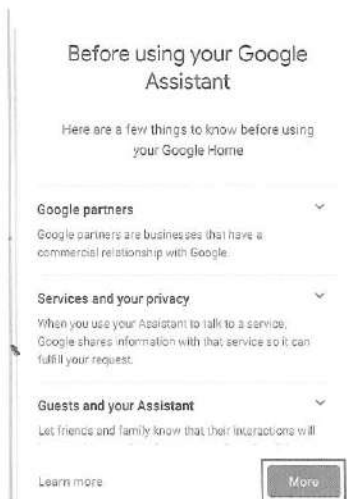 Before using your Google
Assistant
Here are a few things to know before using
your Google Home
Google partners
Google partners are businesses that have a
commercial relationship with Google.
Services and your privacy
When you use your Assistant to talk to a service,
Google shares information with that service so it can
fulfill your request.
Guests and your Assistant
Let friends and family know that their interactions will
Learn more
More